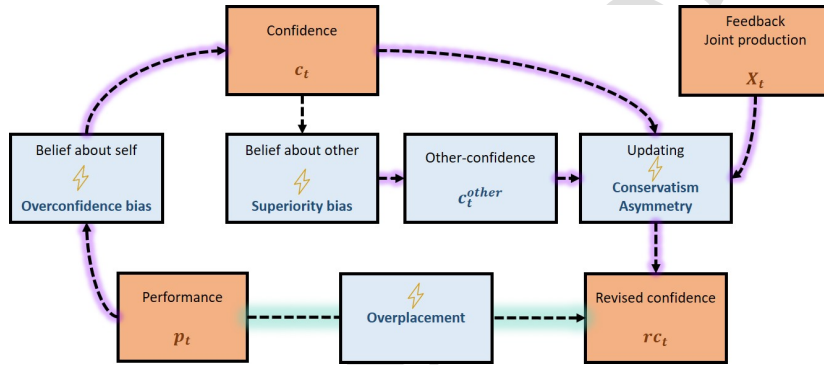 Confidence
c_t
Feedback
Joint production
X_t
Belief about self
Overconfidence bias
Belief about other
Superiority bias
Other-confidence
c_t^{other}
Updating
Conservatism
Asymmetry
Performance
p_t
Overplacement
Revised confidence
rc_t